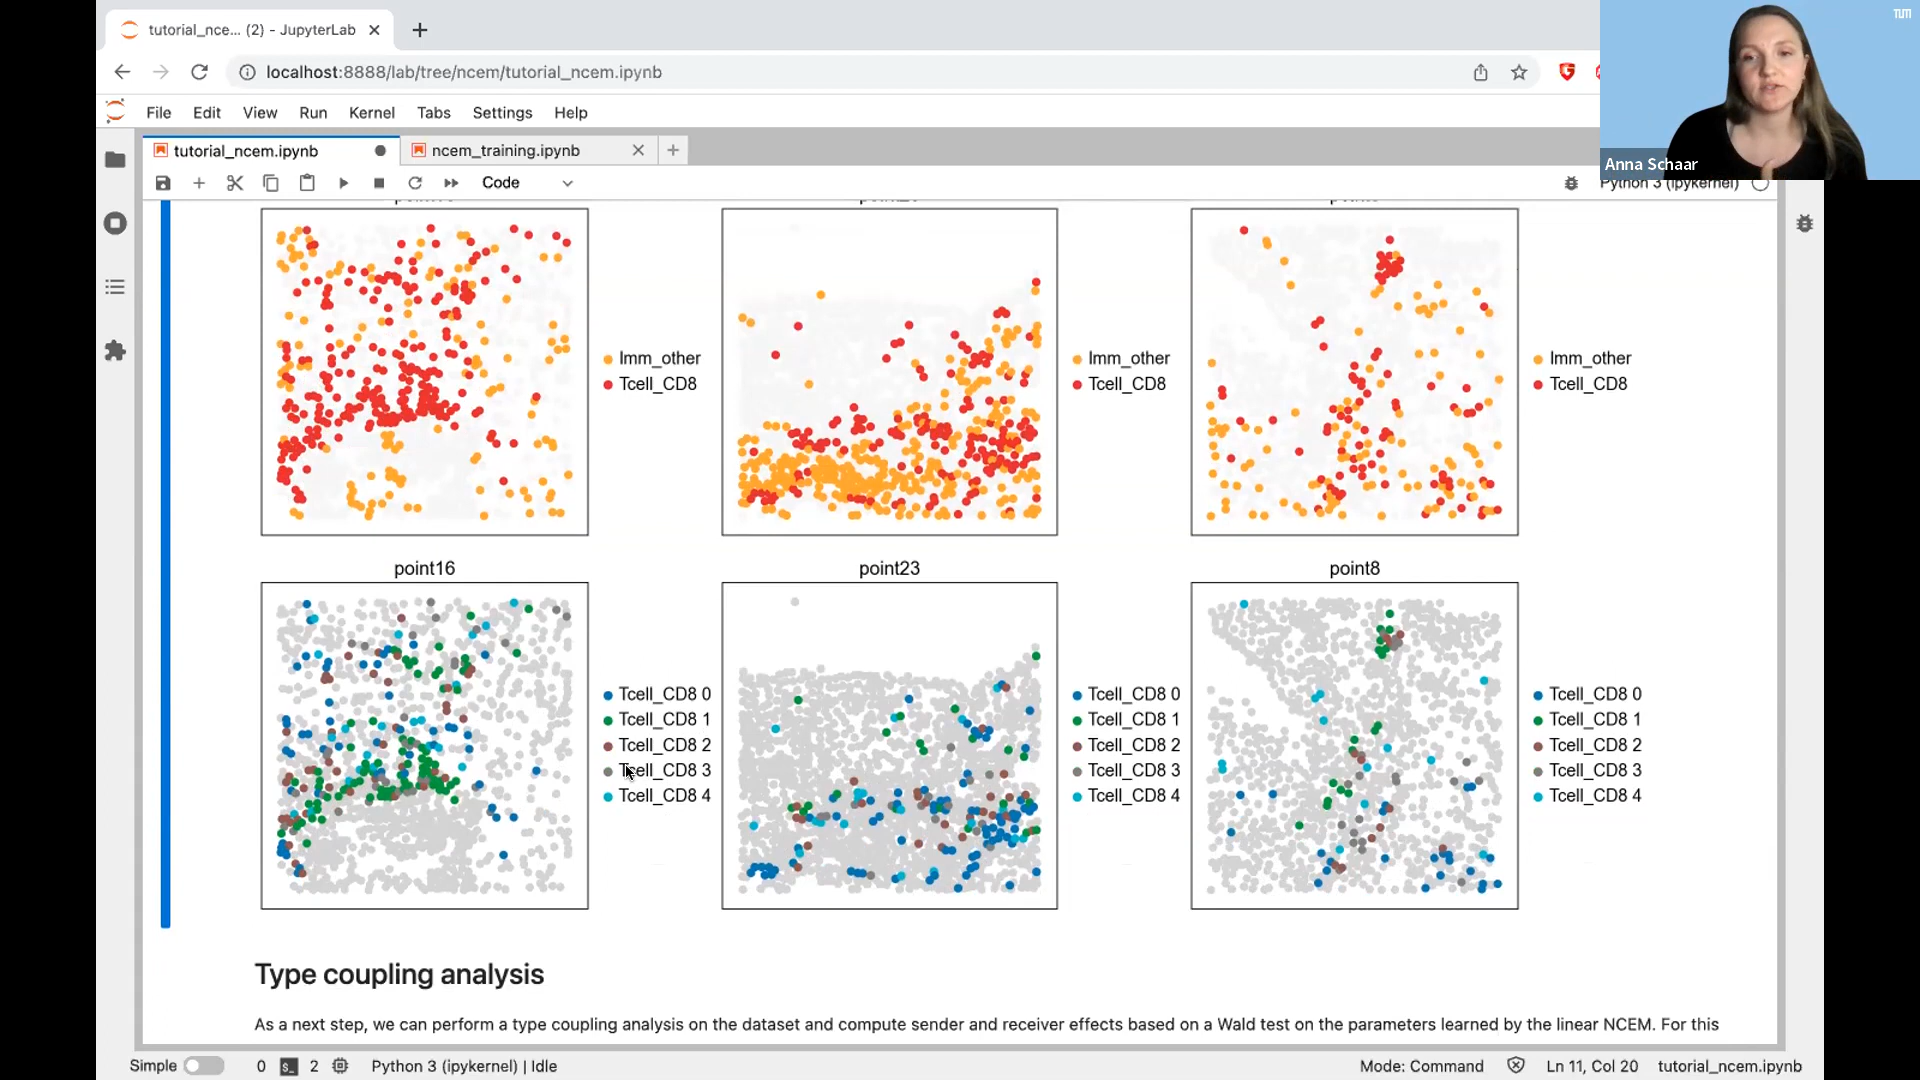 tutorial_nce... (2) - JupyterLab
TUM
localhost:8888/lab/tree/ncem/tutorial_ncem.ipynb
File Edit View Run Kernel Tabs Settings Help
tutorial_ncem.ipynb
ncem_training.ipynb
Anna Schaar
Code
Python 3 (ipykernel)
Imm_other
Tcell_CD8
Imm_other
Tcell_CD8
Imm_other
Tcell_CD8
point16
point23
point8
Tcell_CD8 0
Tcell_CD8 1
Tcell_CD8 2
Tcell_CD8 3
Tcell_CD8 4
Tcell_CD8 0
Tcell_CD8 1
Tcell_CD8 2
Tcell_CD8 3
Tcell_CD8 4
Tcell_CD8 0
Tcell_CD8 1
Tcell_CD8 2
Tcell_CD8 3
Tcell_CD8 4
Type coupling analysis
As a next step, we can perform a type coupling analysis on the dataset and compute sender and receiver effects based on a Wald test on the parameters learned by the linear NCEM. For this
Simple 0 2 Python 3 (ipykernel) | Idle Mode: Command Ln 11, Col 20 tutorial_ncem.ipynb